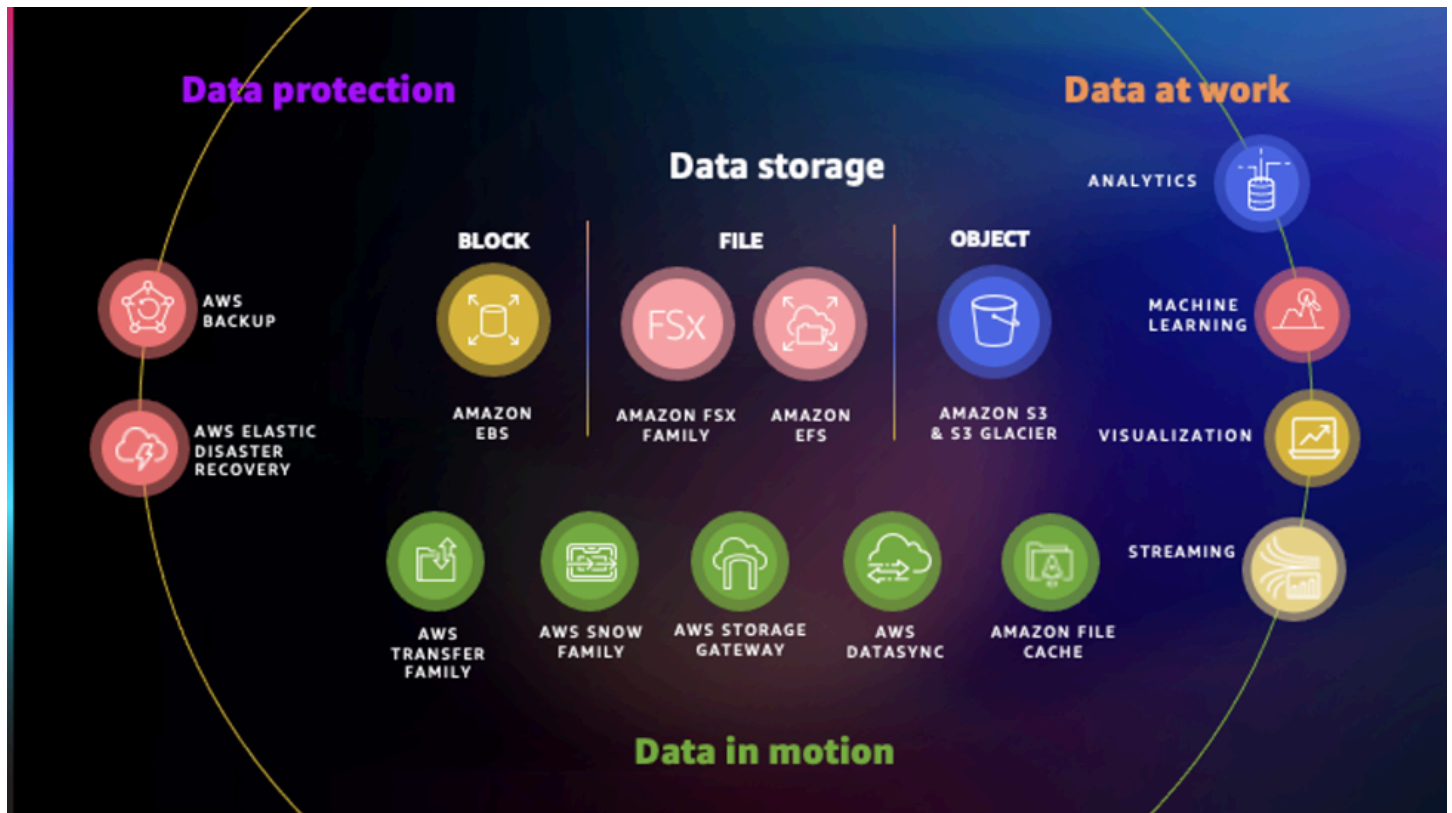 Data protection
Data at work
Data storage
ANALYTICS
BLOCK
FILE
OBJECT
AWS
BACKUP
FSx
MACHINE
LEARNING
AMAZON
EBS
AMAZON FSX
FAMILY
AMAZON
EFS
AMAZON S3
& S3 GLACIER
VISUALIZATION
AWS ELASTIC
DISASTER
RECOVERY
STREAMING
AWS
TRANSFER
FAMILY
AWS SNOW
FAMILY
AWS STORAGE
GATEWAY
AWS
DATASYNC
AMAZON FILE
CACHE
Data in motion